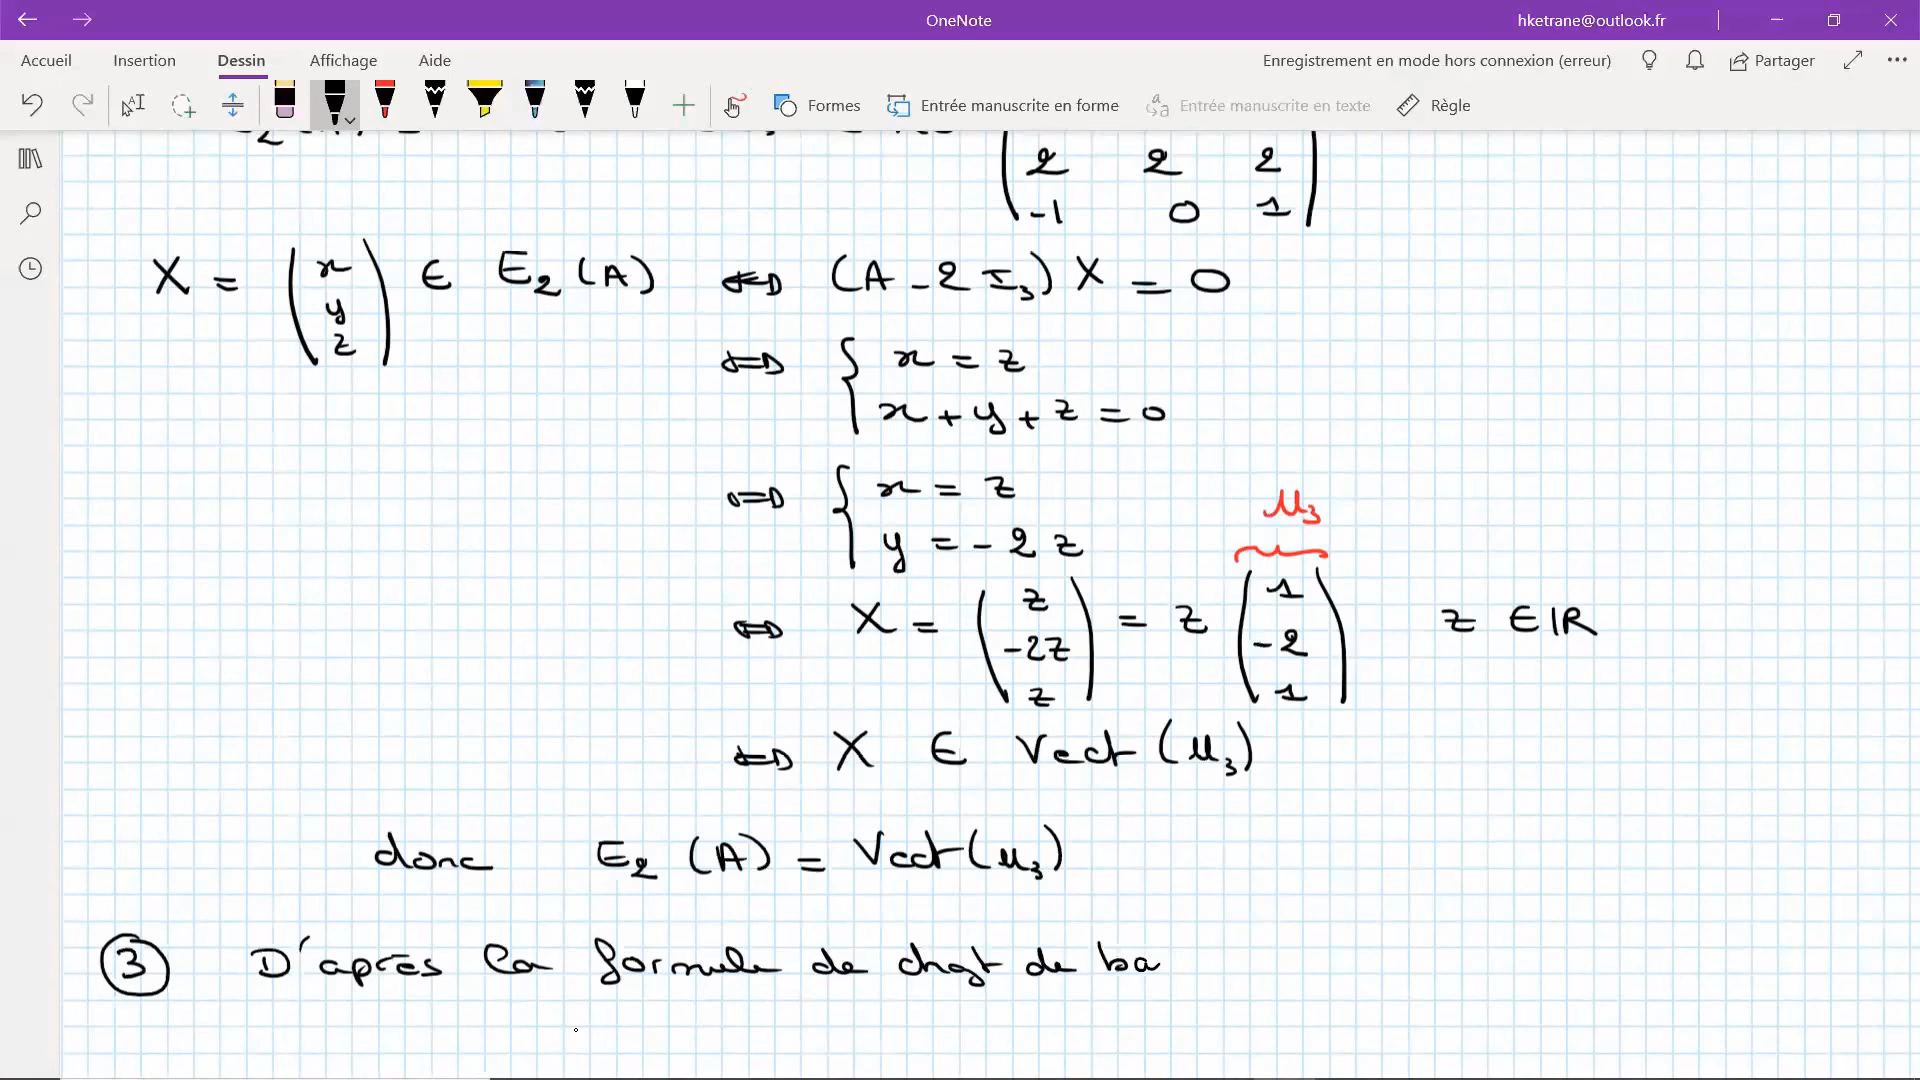 OneNote
hketrane@outlook.fr
Accueil Insertion Dessin Affichage Aide
Enregistrement en mode hors connexion (erreur) Partager
Formes Entrée manuscrite en forme Entrée manuscrite en texte Règle
2 2 2
-1 0 1
X = (x y z) ∈ E₂(A) ⟺ (A - 2I₃)X = 0
⟺ { x = z
x + y + z = 0
⟺ { x = z
y = -2z
u₃
⟺ X = (z -2z z) = z (1 -2 1) z ∈ IR
⟺ X ∈ Vect(u₃)
donc E₂(A) = Vect(u₃)
③ D'après la formule de chgt de ba